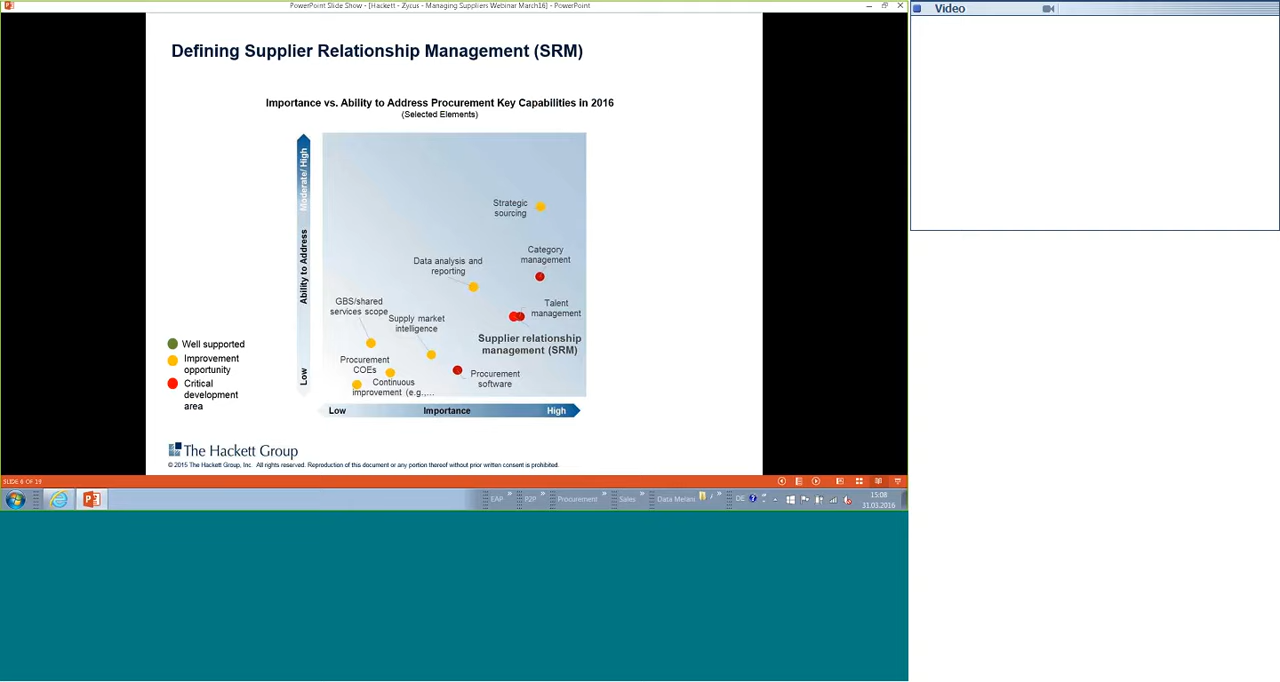 PowerPoint Slide Show - [Hackett - Zycus - Managing Suppliers Webinar March16] - PowerPoint
Video
Defining Supplier Relationship Management (SRM)
Importance vs. Ability to Address Procurement Key Capabilities in 2016
(Selected Elements)
Moderate/ High
Ability to Address
Low
Strategic
sourcing
Category
management
Data analysis and
reporting
GBS/shared
services scope
Supply market
intelligence
Talent
management
Supplier relationship
management (SRM)
Procurement
COEs
Procurement
software
Continuous
improvement (e.g.,...
Well supported
Improvement
opportunity
Critical
development
area
Low Importance High
The Hackett Group
© 2015 The Hackett Group, Inc. All rights reserved. Reproduction of this document or any portion thereof without prior written consent is prohibited.
SLIDE 6 OF 19
EAP » P2P » Procurement » Sales » Data Melani » DE
15:08
31.03.2016